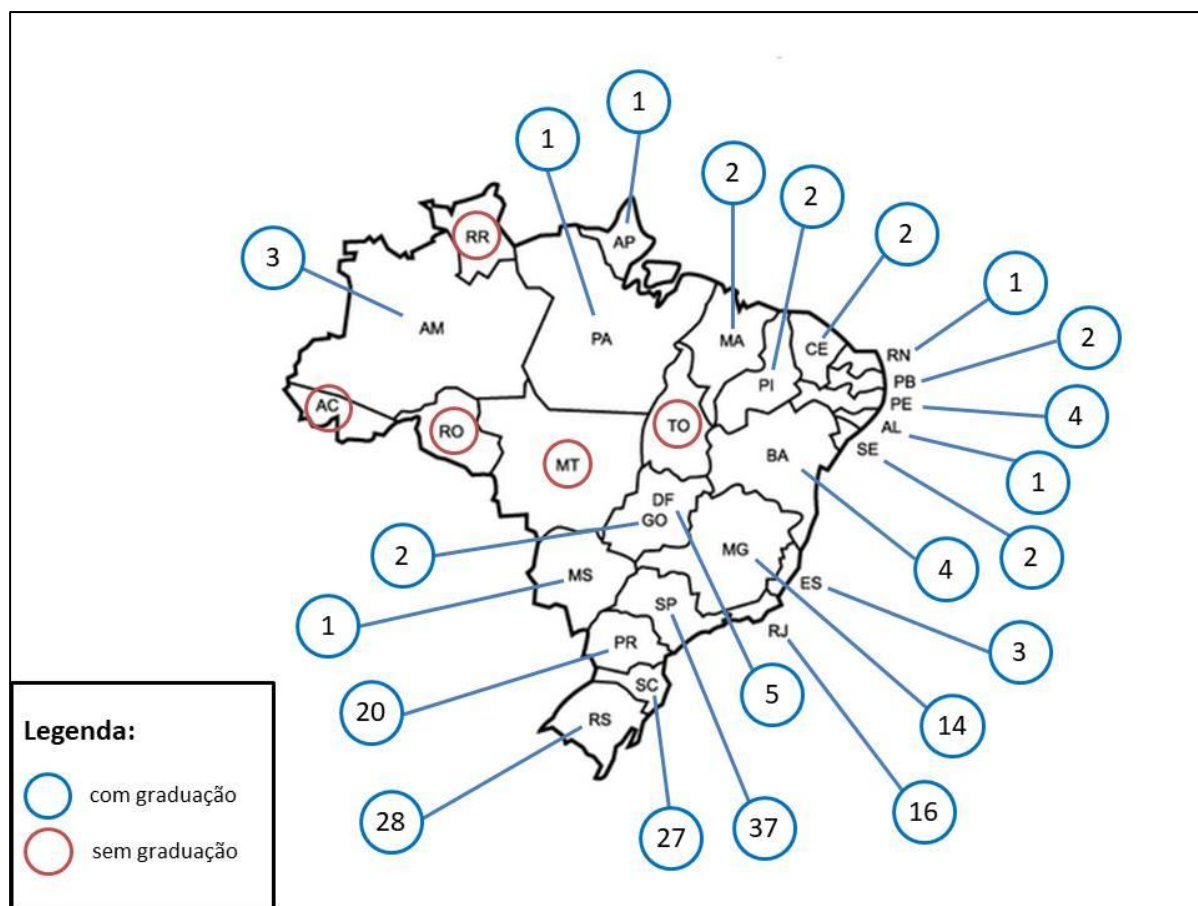 1
1
2
2
2
3
1
2
4
1
2
4
3
RR
AP
AM
PA
MA
CE
RN
PI
PB
PE
AC
AL
RO
TO
SE
MT
BA
DF
GO
MG
MS
ES
SP
RJ
PR
SC
RS
2
1
20
5
14
28
27
37
16
Legenda:
com graduação
sem graduação